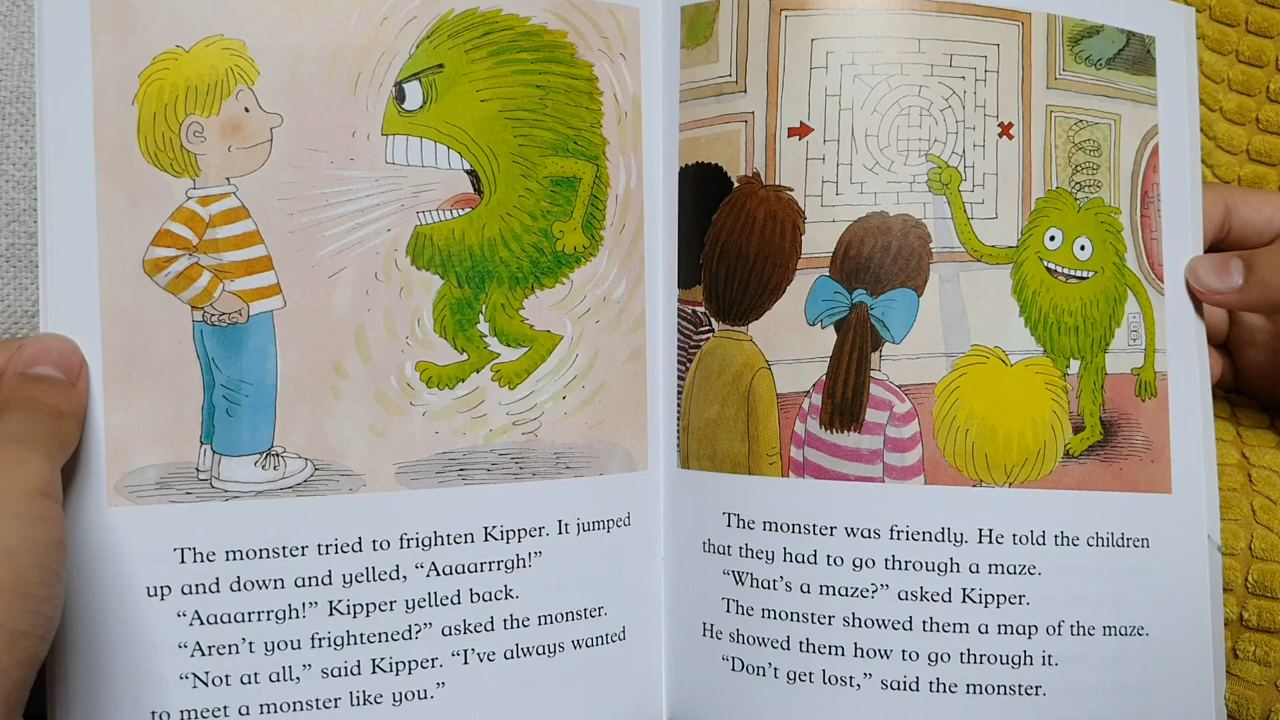 The monster tried to frighten Kipper. It jumped
up and down and yelled, “Aaaarrrgh!”
“Aaaarrrgh!” Kipper yelled back.
“Aren’t you frightened?” asked the monster.
“Not at all,” said Kipper. “I’ve always wanted
to meet a monster like you.”
The monster was friendly. He told the children
that they had to go through a maze.
“What’s a maze?” asked Kipper.
The monster showed them a map of the maze.
He showed them how to go through it.
“Don’t get lost,” said the monster.